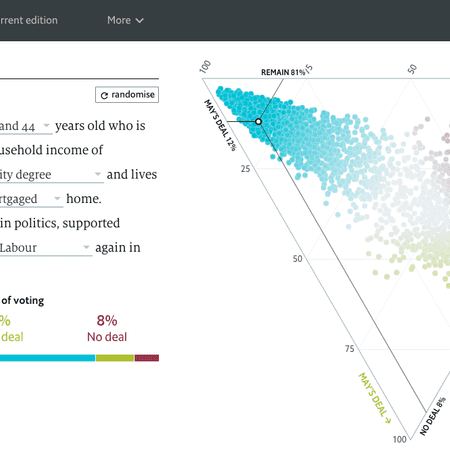 rrent edition
More
randomise
and 44 years old who is
usehold income of
ity degree and lives
rtgaged home.
in politics, supported
Labour again in
of voting
% 8%
deal No deal
100
REMAIN 81%
75
50
MAY'S DEAL 12%
25
50
75
MAY'S DEAL →
NO DEAL 8%
100